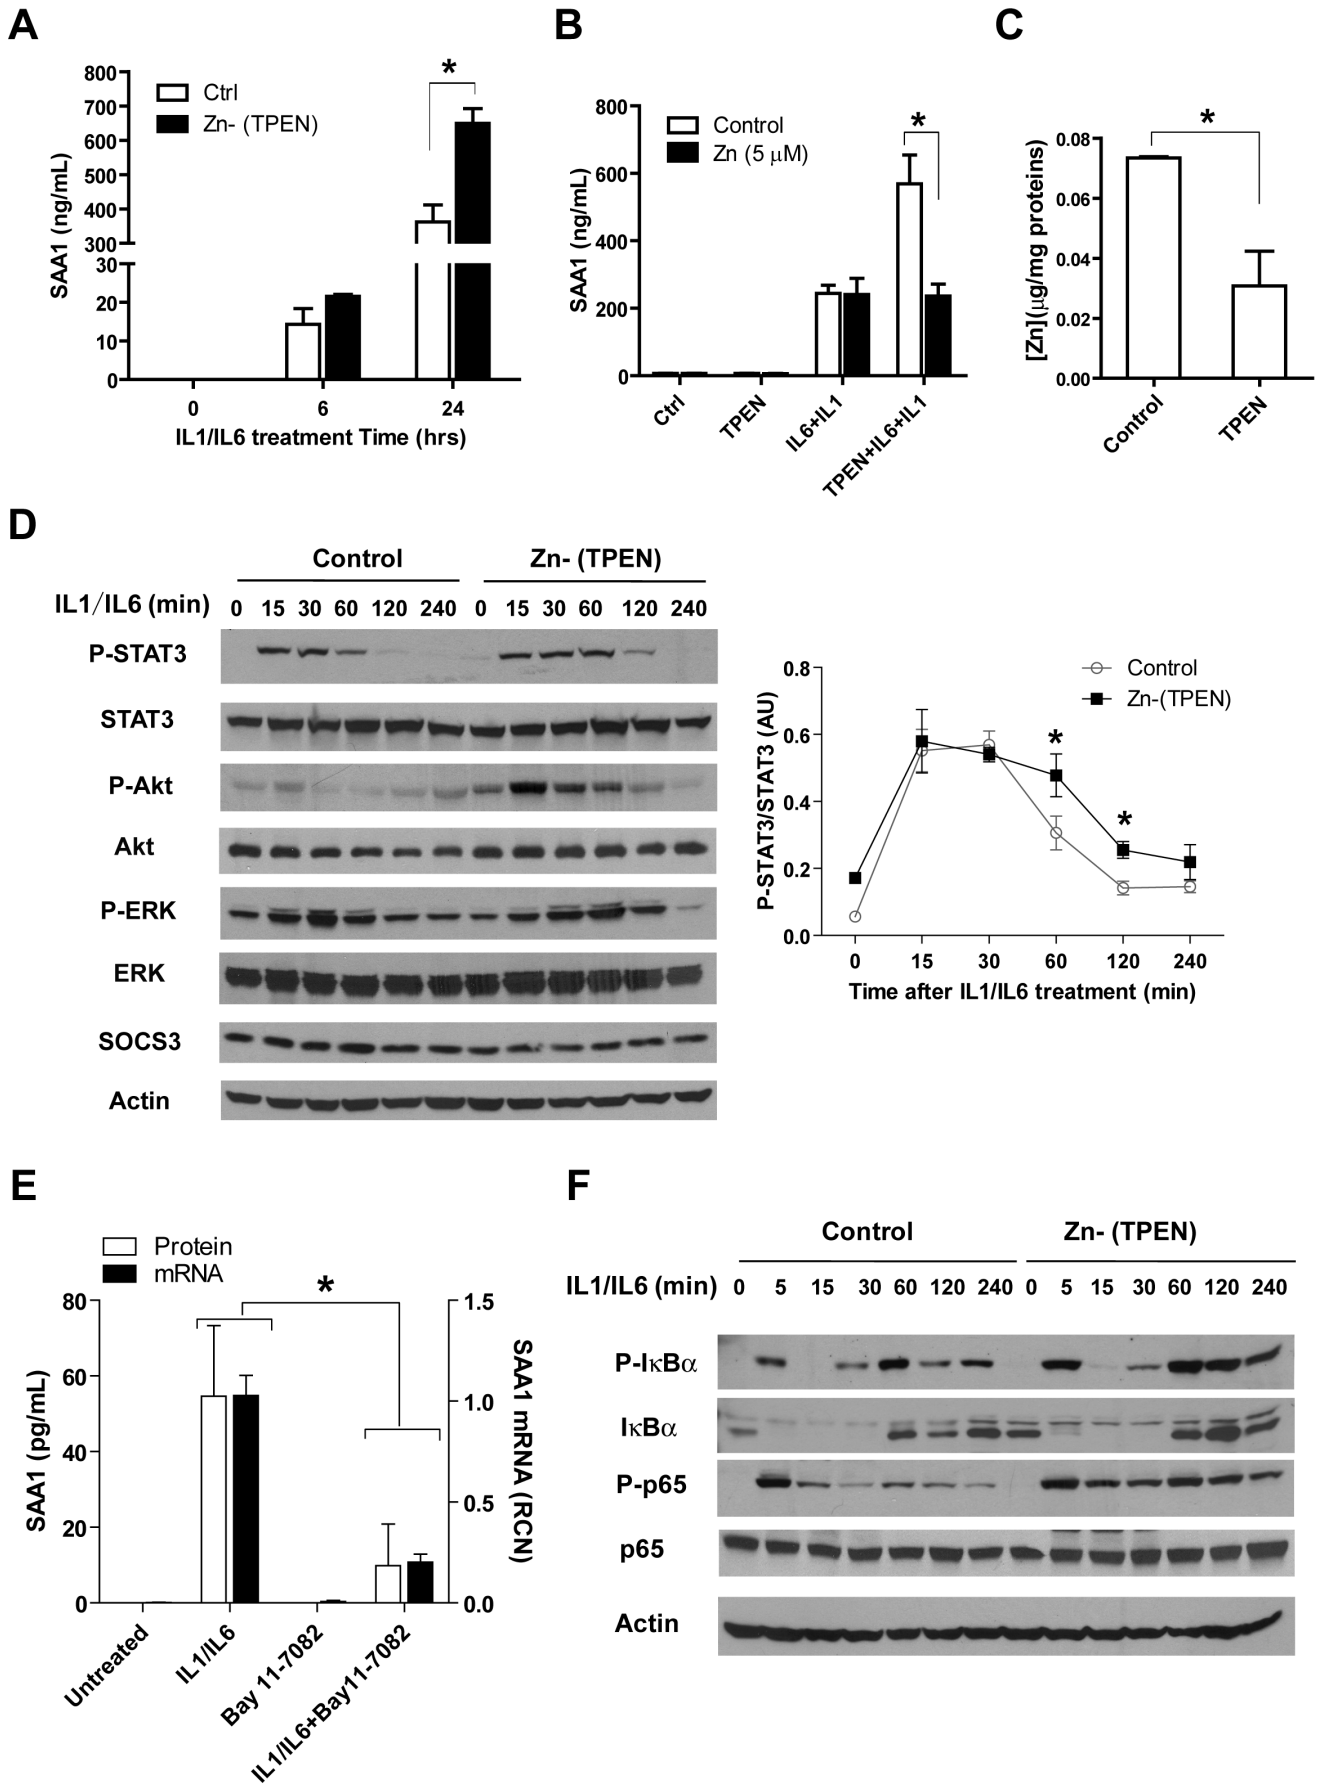 A
800
700
600
500
400
300
30
20
10
0
SAA1 (ng/mL)
Ctrl
Zn- (TPEN)
*
0 6 24
IL1/IL6 treatment Time (hrs)
B
800
600
400
200
0
SAA1 (ng/mL)
Control
Zn (5 μM)
*
Ctrl
TPEN
IL6+IL1
TPEN+IL6+IL1
C
0.08
0.06
0.04
0.02
0.00
[Zn](μg/mg proteins)
*
Control
TPEN
D
Control Zn- (TPEN)
IL1/IL6 (min) 0 15 30 60 120 240 0 15 30 60 120 240
P-STAT3
STAT3
P-Akt
Akt
P-ERK
ERK
SOCS3
Actin
0.8
0.6
0.4
0.2
0.0
P-STAT3/STAT3 (AU)
Control
Zn-(TPEN)
*
*
0 15 30 60 120 240
Time after IL1/IL6 treatment (min)
E
Protein
mRNA
*
80
60
40
20
0
SAA1 (pg/mL)
1.5
1.0
0.5
0.0
SAA1 mRNA (RCN)
Untreated
IL1/IL6
Bay 11-7082
IL1/IL6+Bay11-7082
F
Control Zn- (TPEN)
IL1/IL6 (min) 0 5 15 30 60 120 240 0 5 15 30 60 120 240
P-IκBα
IκBα
P-p65
p65
Actin